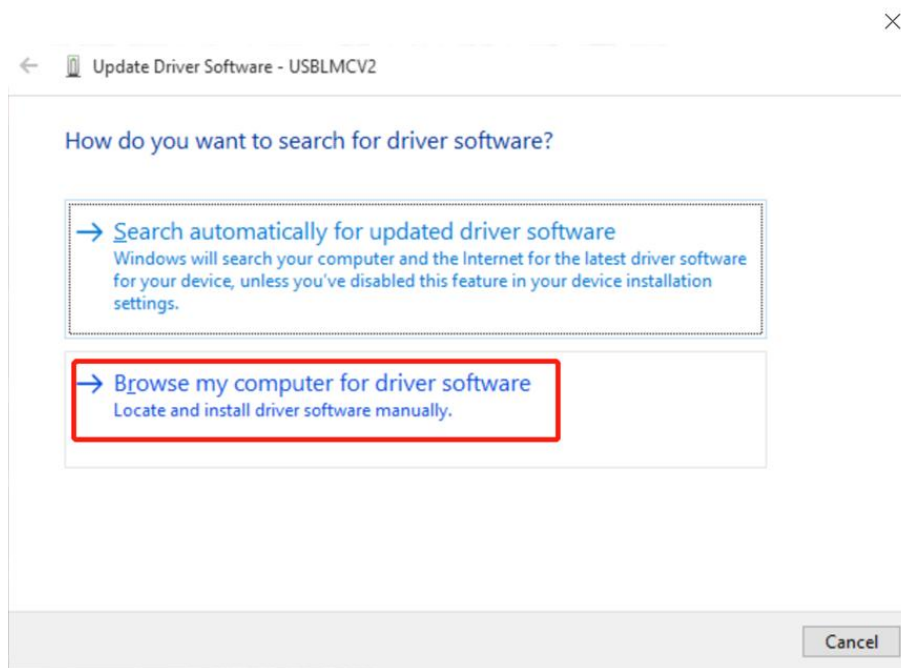 Update Driver Software - USBLMCV2
How do you want to search for driver software?
Search automatically for updated driver software
Windows will search your computer and the Internet for the latest driver software
for your device, unless you've disabled this feature in your device installation
settings.
Browse my computer for driver software
Locate and install driver software manually.
Cancel